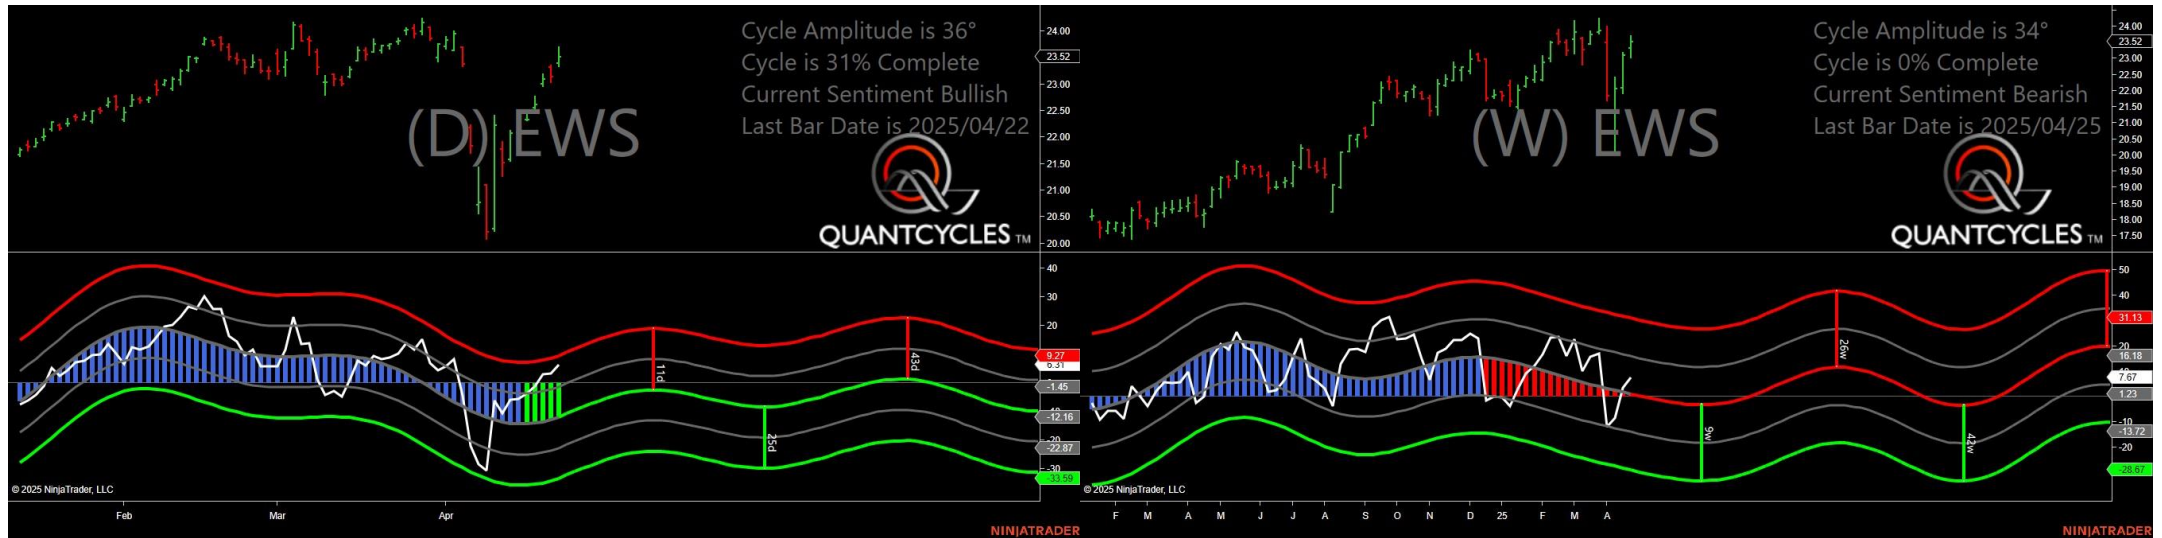 Cycle Amplitude is 36°
Cycle is 31% Complete
Current Sentiment Bullish
Last Bar Date is 2025/04/22
(D) EWS
QUANTCYCLES TM
24.00
23.52
23.00
22.50
22.00
21.50
21.00
20.50
20.00
40
30
20
9.27
6.31
-1.45
-12.16
-20
-22.87
-30
-33.59
11d
25d
43d
© 2025 NinjaTrader, LLC
Feb Mar Apr
NINJATRADER
Cycle Amplitude is 34°
Cycle is 0% Complete
Current Sentiment Bearish
Last Bar Date is 2025/04/25
(W) EWS
QUANTCYCLES TM
24.00
23.52
23.00
22.50
22.00
21.50
21.00
20.50
20.00
19.50
19.00
18.50
18.00
17.50
50
40
31.13
20
16.18
7.67
1.23
-10
-13.72
-20
-28.67
9w
26w
42w
© 2025 NinjaTrader, LLC
F M A M J J A S O N D 25 F M A
NINJATRADER